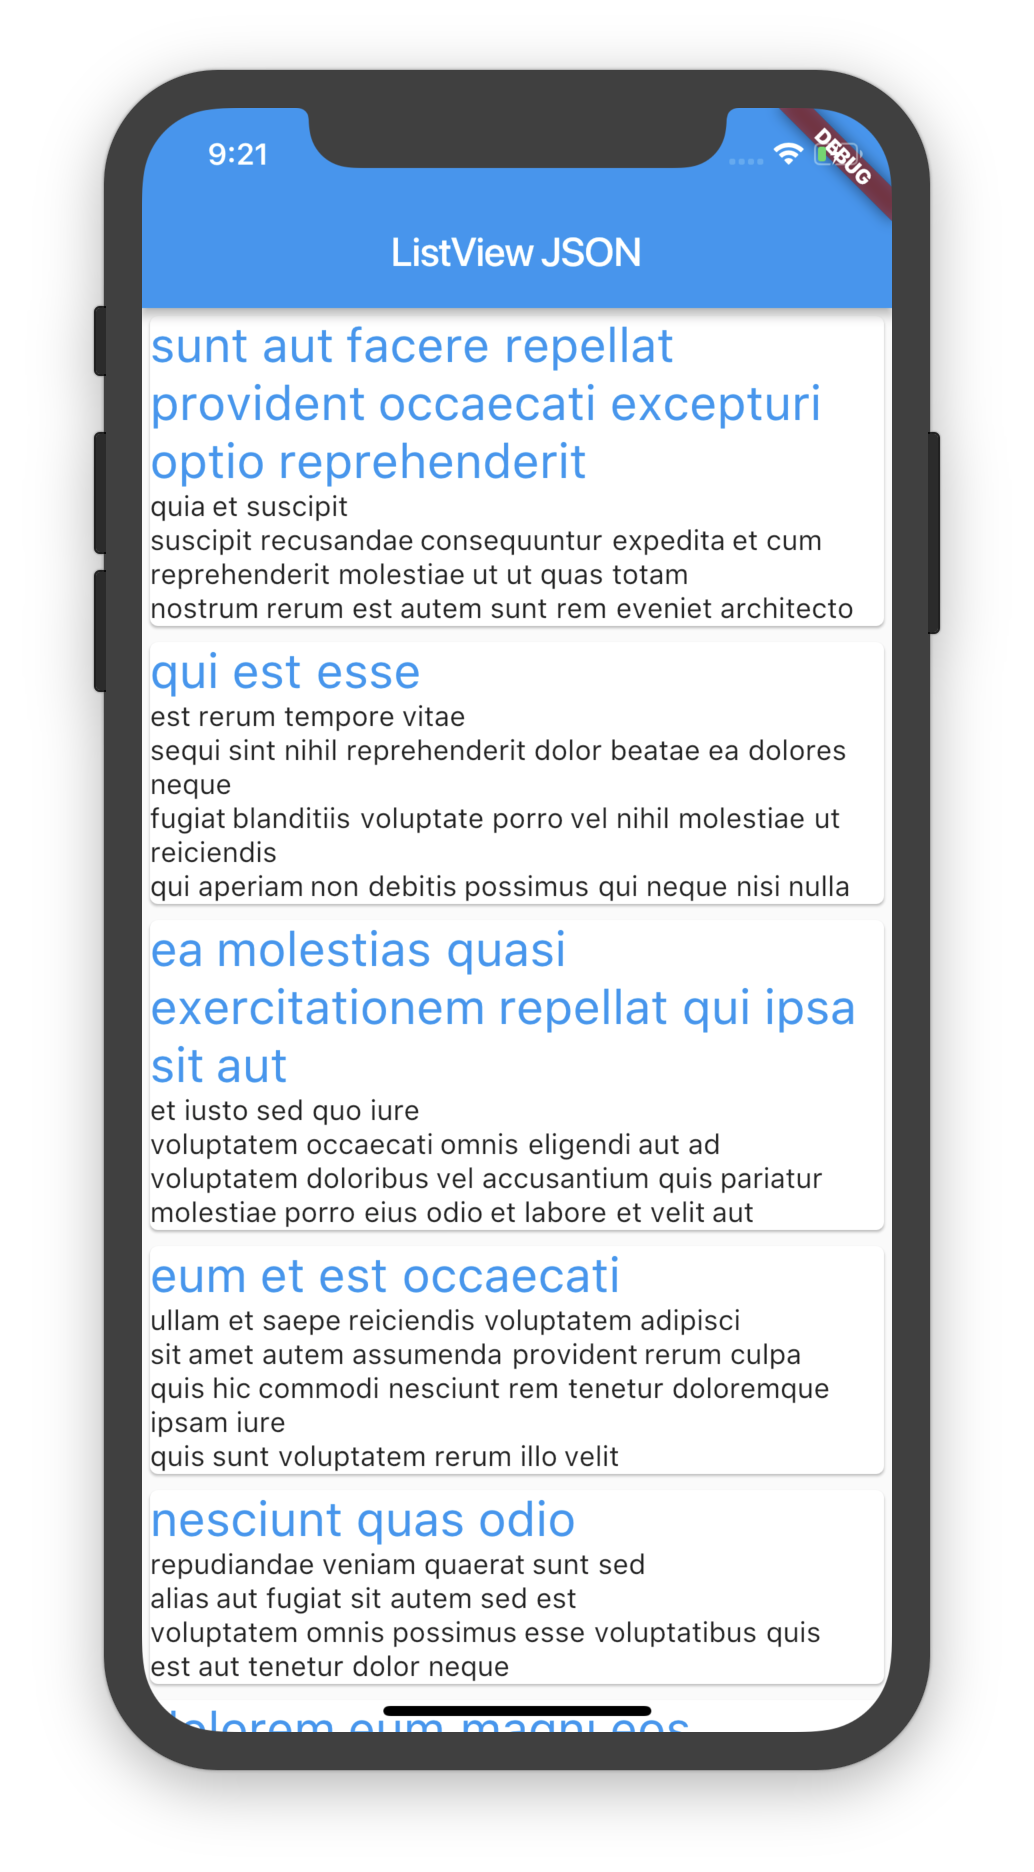 9:21
DEBUG
ListView JSON
sunt aut facere repellat
provident occaecati excepturi
optio reprehenderit
quia et suscipit
suscipit recusandae consequuntur expedita et cum
reprehenderit molestiae ut ut quas totam
nostrum rerum est autem sunt rem eveniet architecto
qui est esse
est rerum tempore vitae
sequi sint nihil reprehenderit dolor beatae ea dolores
neque
fugiat blanditiis voluptate porro vel nihil molestiae ut
reiciendis
qui aperiam non debitis possimus qui neque nisi nulla
ea molestias quasi
exercitationem repellat qui ipsa
sit aut
et iusto sed quo iure
voluptatem occaecati omnis eligendi aut ad
voluptatem doloribus vel accusantium quis pariatur
molestiae porro eius odio et labore et velit aut
eum et est occaecati
ullam et saepe reiciendis voluptatem adipisci
sit amet autem assumenda provident rerum culpa
quis hic commodi nesciunt rem tenetur doloremque
ipsam iure
quis sunt voluptatem rerum illo velit
nesciunt quas odio
repudiandae veniam quaerat sunt sed
alias aut fugiat sit autem sed est
voluptatem omnis possimus esse voluptatibus quis
est aut tenetur dolor neque
dolorem eum magni eos